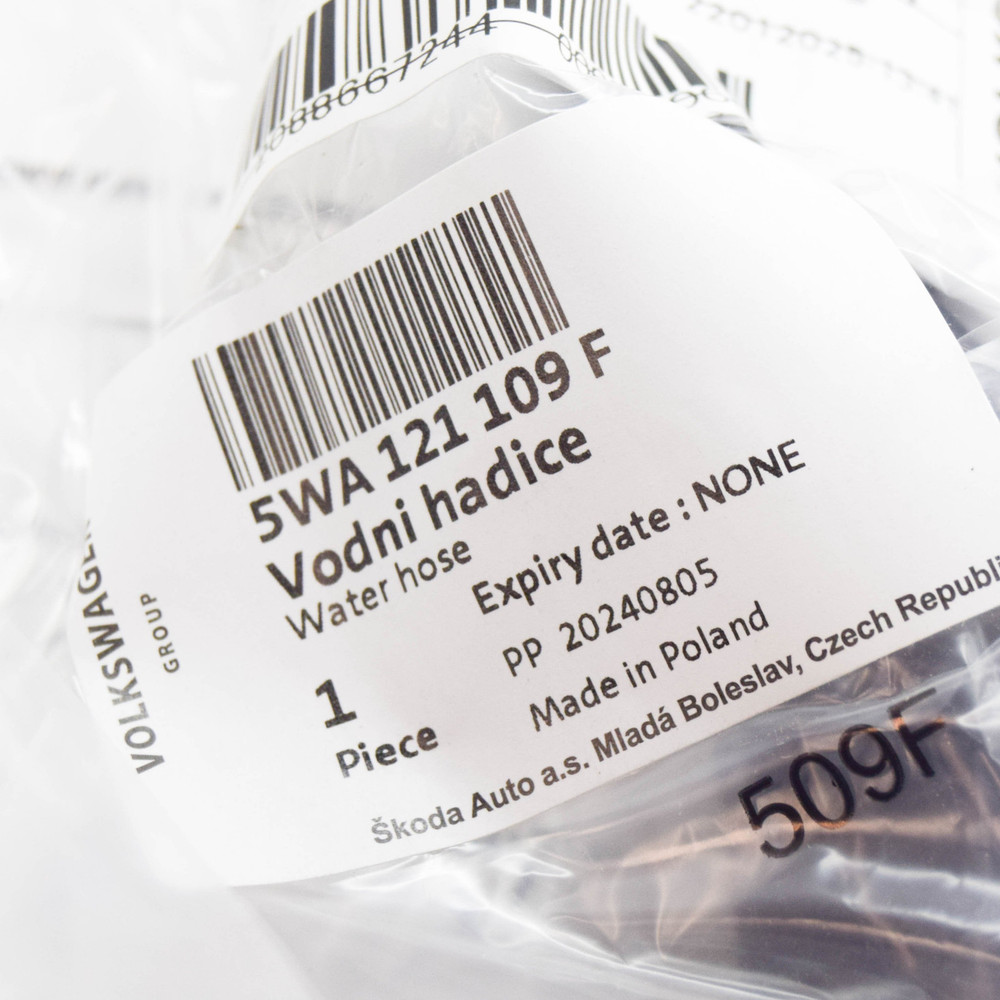 5WA 121 109 F
Vodni hadice
Water hose
Expiry date : NONE
PP 20240805
1
Piece
Made in Poland
Škoda Auto a.s. Mladá Boleslav, Czech Republi
VOLKSWAGEN
GROUP
509F